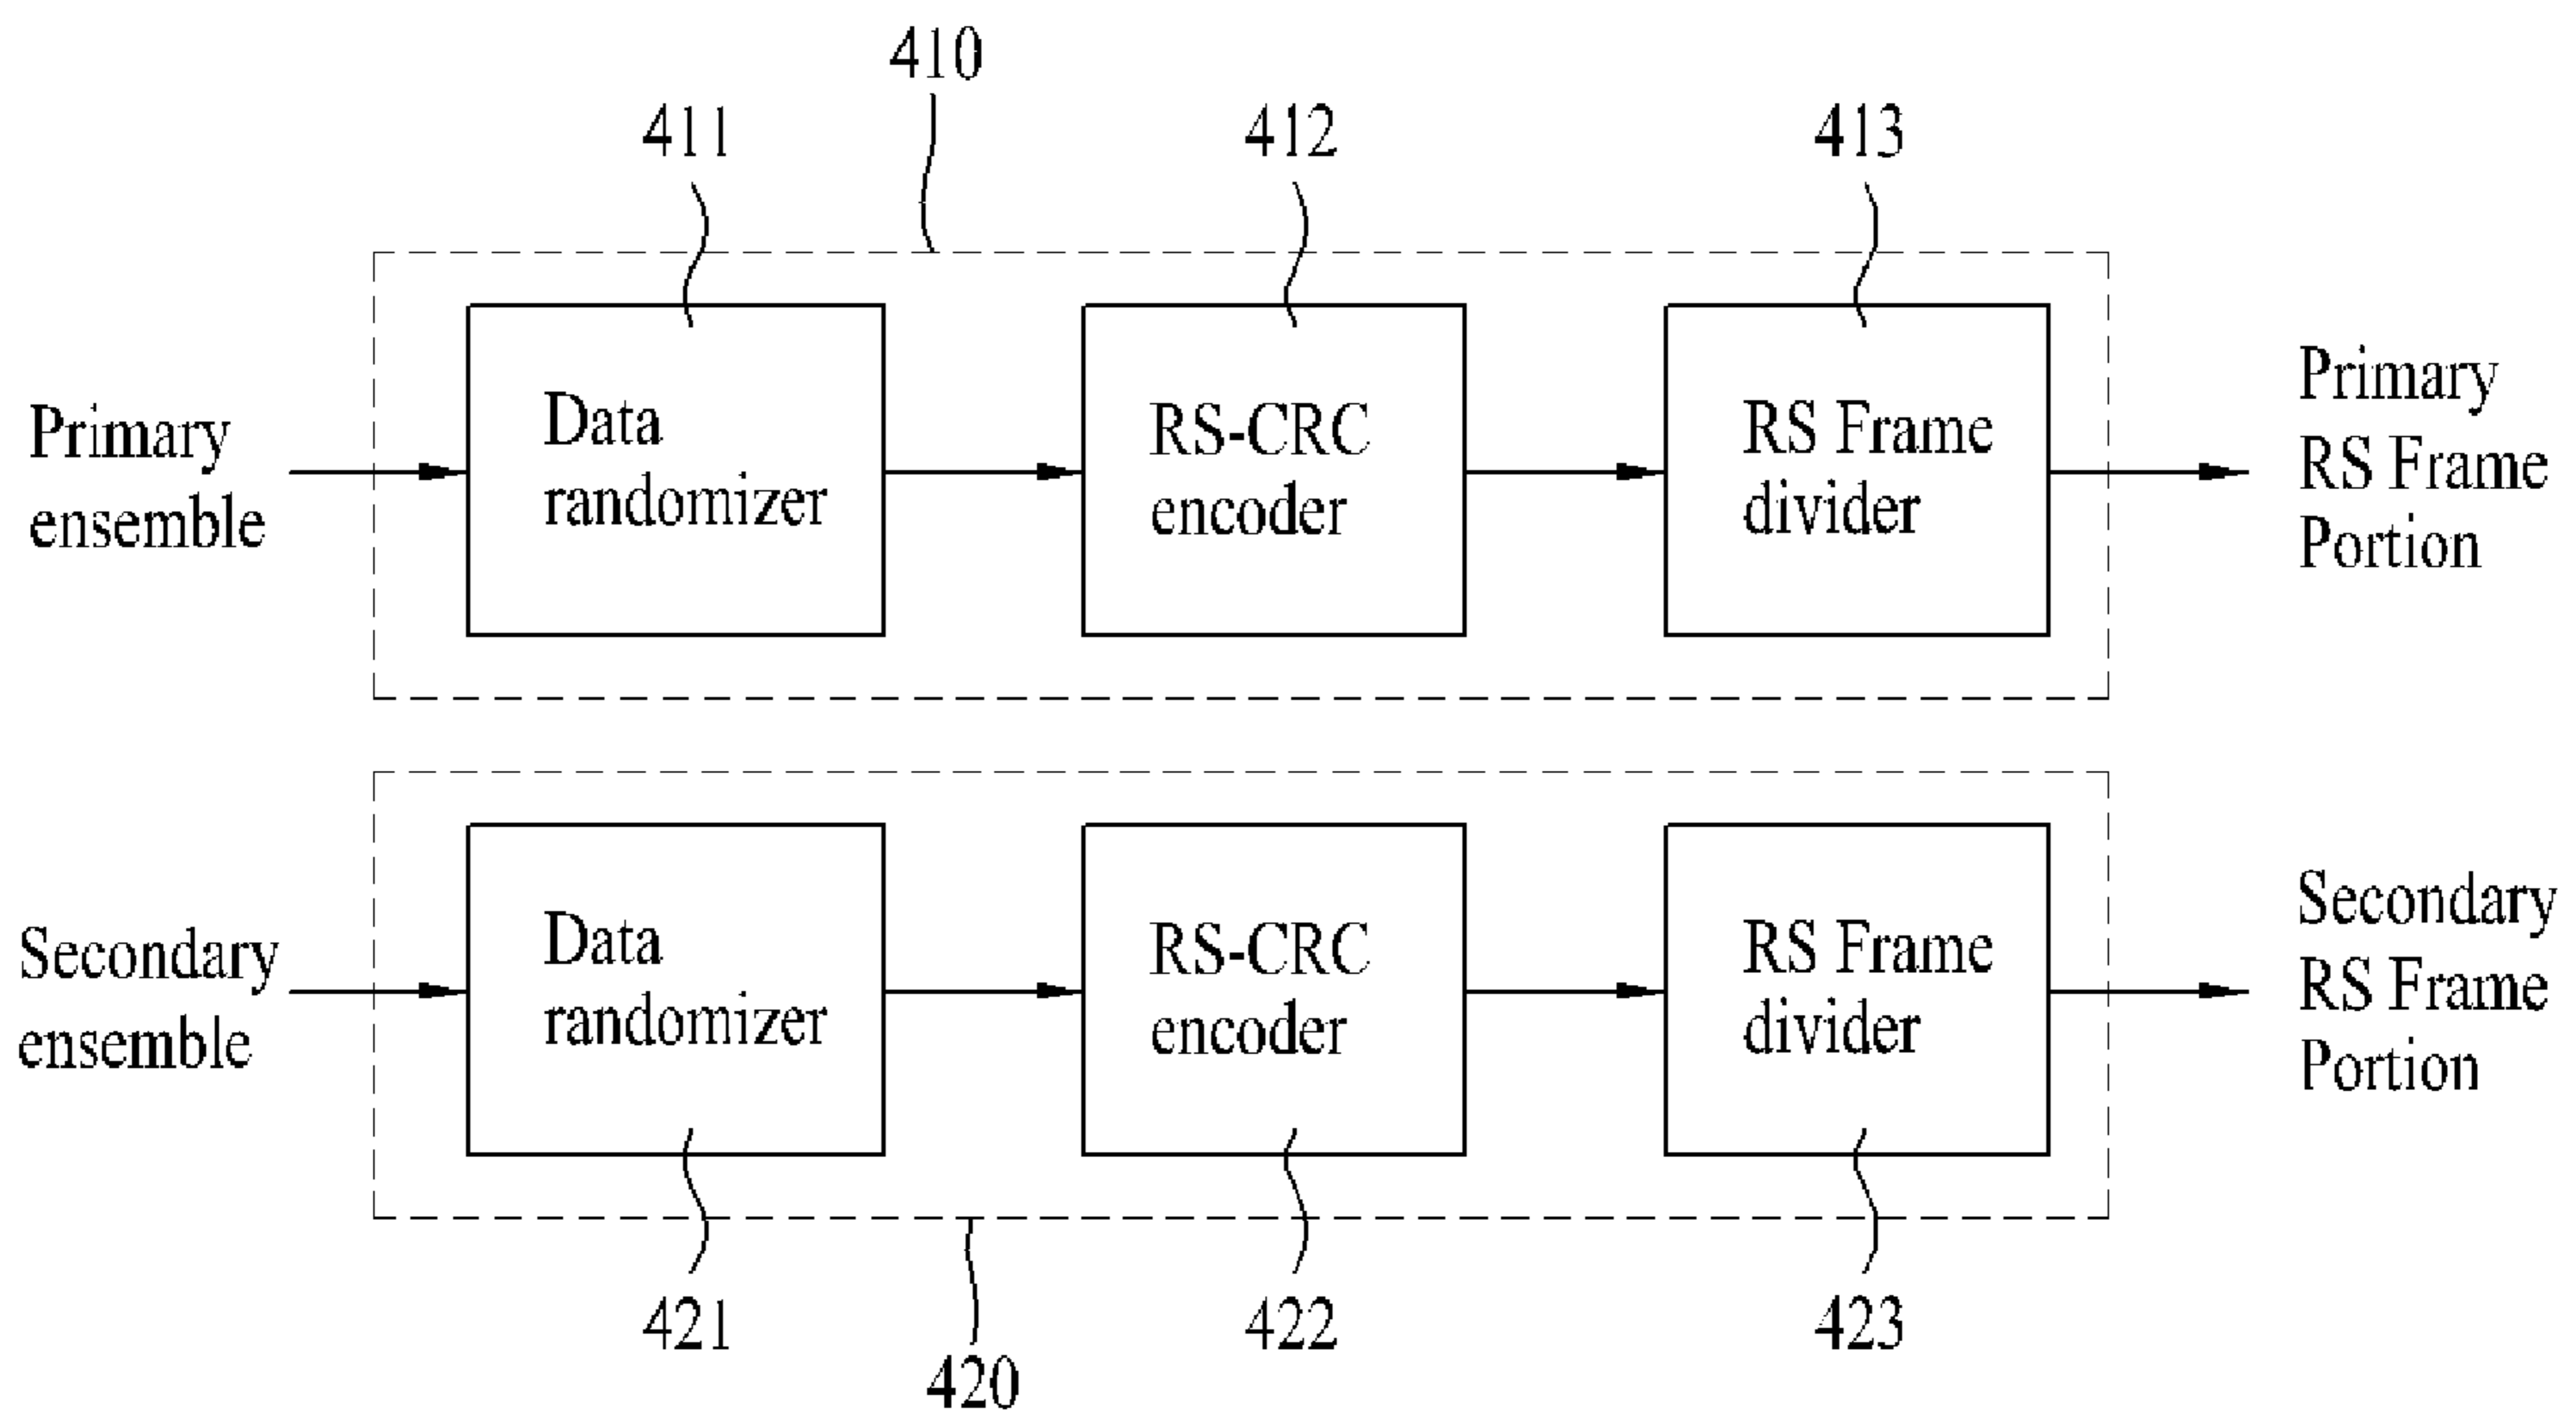 410
411
412
413
Primary
ensemble
Data
randomizer
RS-CRC
encoder
RS Frame
divider
Primary
RS Frame
Portion
Secondary
ensemble
Data
randomizer
RS-CRC
encoder
RS Frame
divider
Secondary
RS Frame
Portion
421
422
423
420